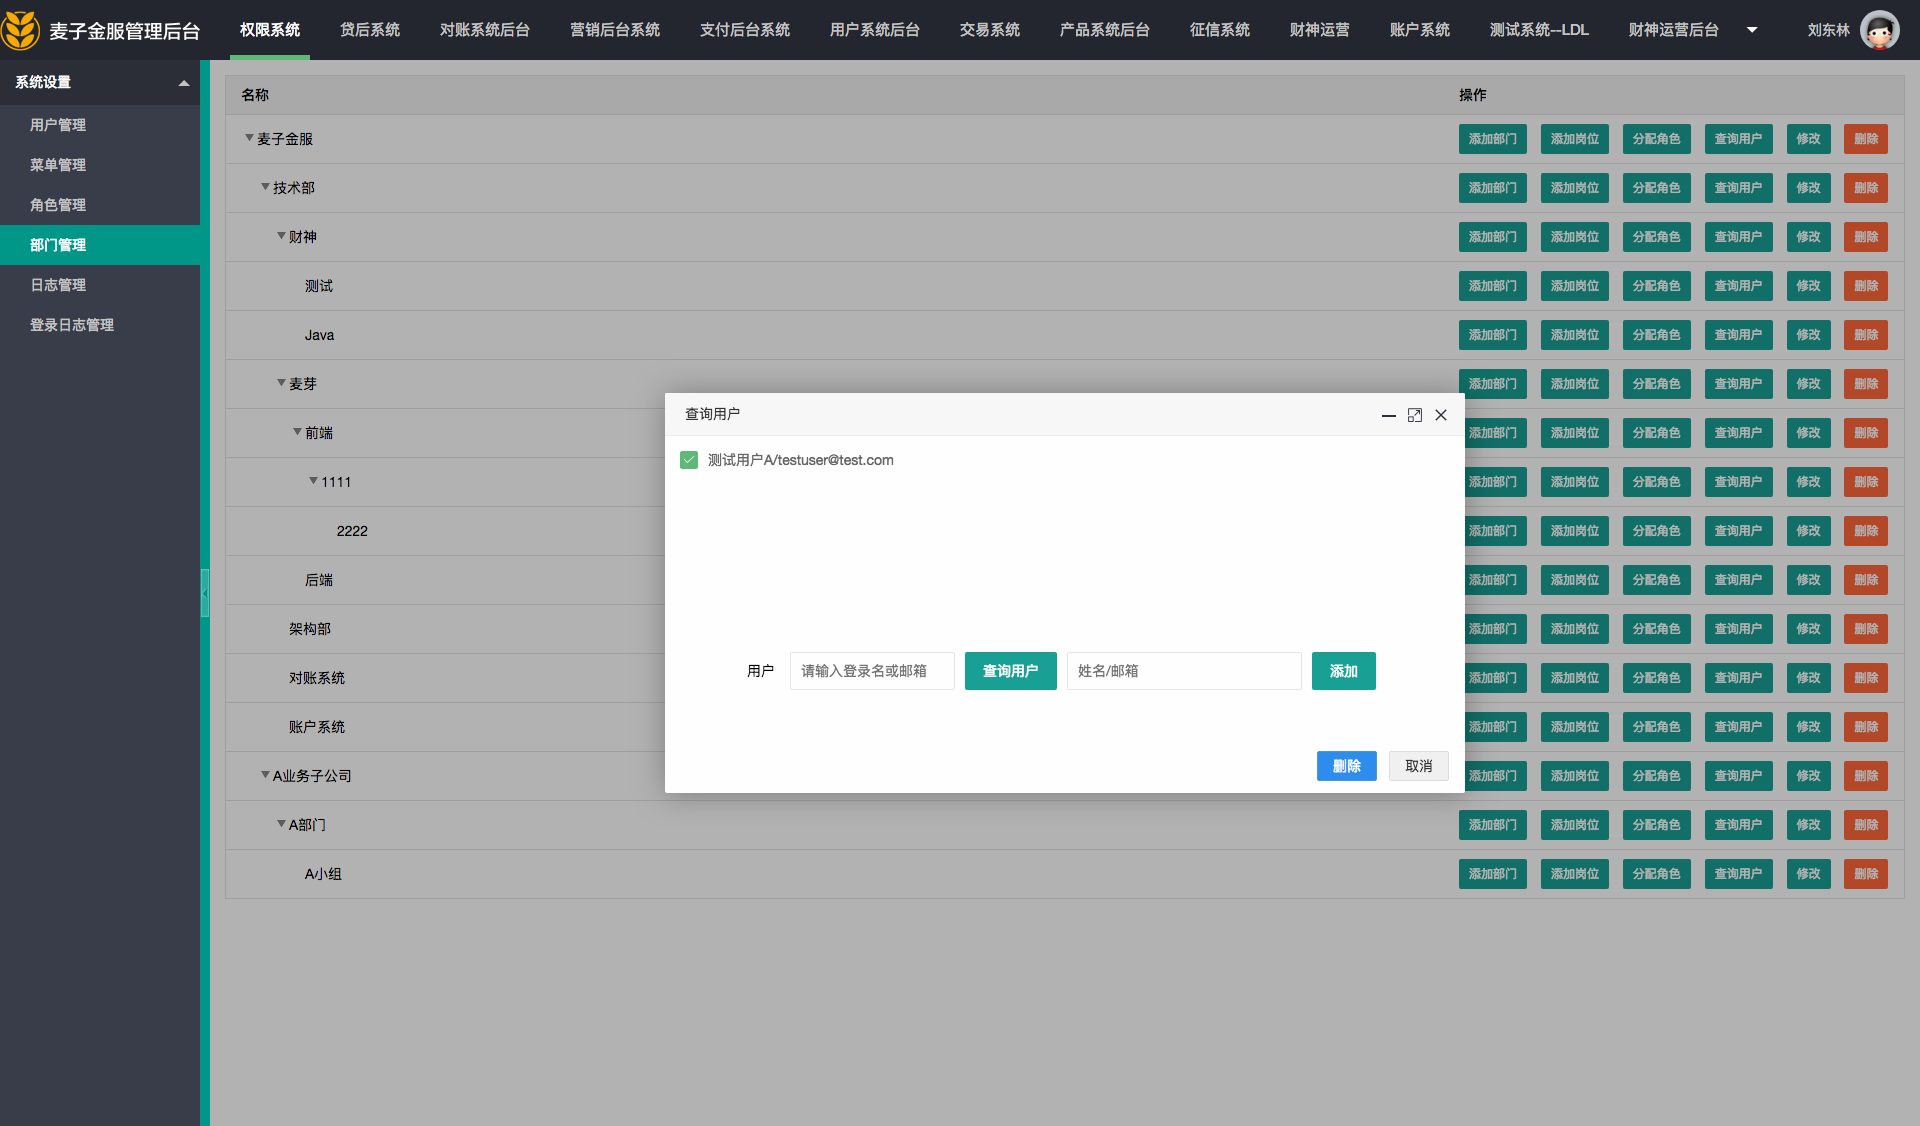 麦子金服管理后台 权限系统 贷后系统 对账系统后台 营销后台系统 支付后台系统 用户系统后台 交易系统 产品系统后台 征信系统 财神运营 账户系统 测试系统--LDL 财神运营后台 刘东林
系统设置
用户管理
菜单管理
角色管理
部门管理
日志管理
登录日志管理
名称 操作
麦子金服 添加部门 添加岗位 分配角色 查询用户 修改 删除
技术部 添加部门 添加岗位 分配角色 查询用户 修改 删除
财神 添加部门 添加岗位 分配角色 查询用户 修改 删除
测试 添加部门 添加岗位 分配角色 查询用户 修改 删除
Java 添加部门 添加岗位 分配角色 查询用户 修改 删除
麦芽 添加部门 添加岗位 分配角色 查询用户 修改 删除
前端 添加部门 添加岗位 分配角色 查询用户 修改 删除
1111 添加部门 添加岗位 分配角色 查询用户 修改 删除
2222 添加部门 添加岗位 分配角色 查询用户 修改 删除
后端 添加部门 添加岗位 分配角色 查询用户 修改 删除
架构部 添加部门 添加岗位 分配角色 查询用户 修改 删除
对账系统 添加部门 添加岗位 分配角色 查询用户 修改 删除
账户系统 添加部门 添加岗位 分配角色 查询用户 修改 删除
A业务子公司 添加部门 添加岗位 分配角色 查询用户 修改 删除
A部门 添加部门 添加岗位 分配角色 查询用户 修改 删除
A小组 添加部门 添加岗位 分配角色 查询用户 修改 删除
查询用户
测试用户A/testuser@test.com
用户 请输入登录名或邮箱 查询用户 姓名/邮箱 添加
删除 取消